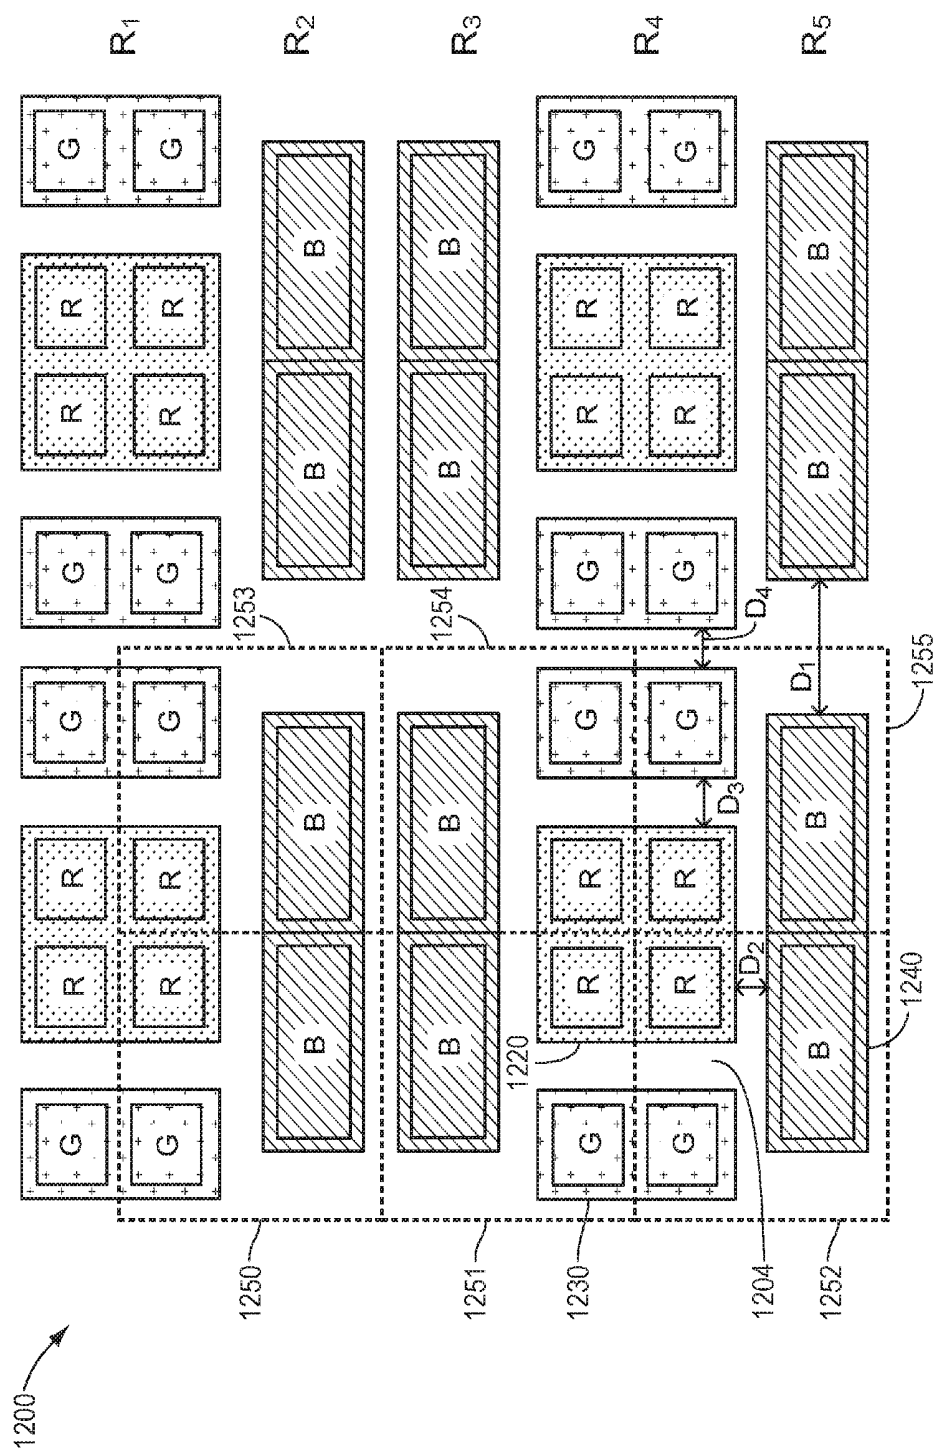 1200
G R R G G R R G
R₁
G R R G G R R G
1250 1253
B B B B R₂
1254
B B B B R₃
1251
1220
1230
G R R G G R R G
R₄
G R R G G R R G
D₃
1204 D₂ D₄
D₁
B B B B R₅
1252
1240 1255